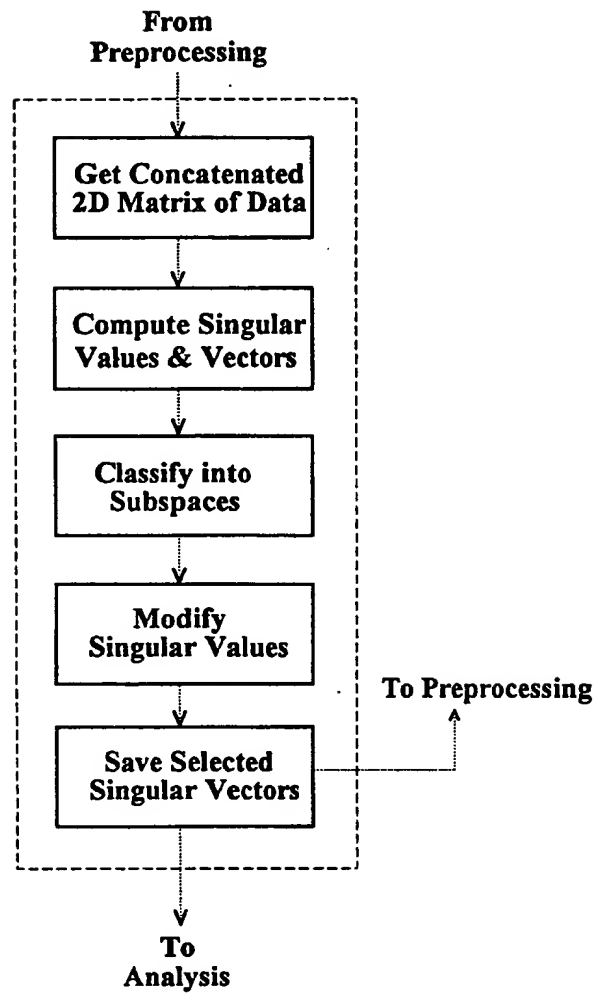 From
Preprocessing
Get Concatenated
2D Matrix of Data
Compute Singular
Values & Vectors
Classify into
Subspaces
Modify
Singular Values
To Preprocessing
Save Selected
Singular Vectors
To
Analysis